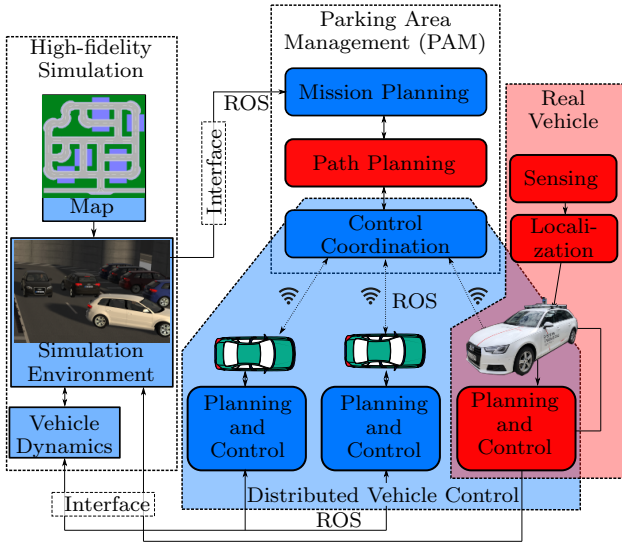 High-fidelity
Simulation
Map
Simulation
Environment
Vehicle
Dynamics
Interface
ROS
Interface
Parking Area
Management (PAM)
Mission Planning
Path Planning
Control
Coordination
ROS
Planning
and
Control
Planning
and
Control
Distributed Vehicle Control
ROS
Real
Vehicle
Sensing
Locali-
zation
Planning
and
Control